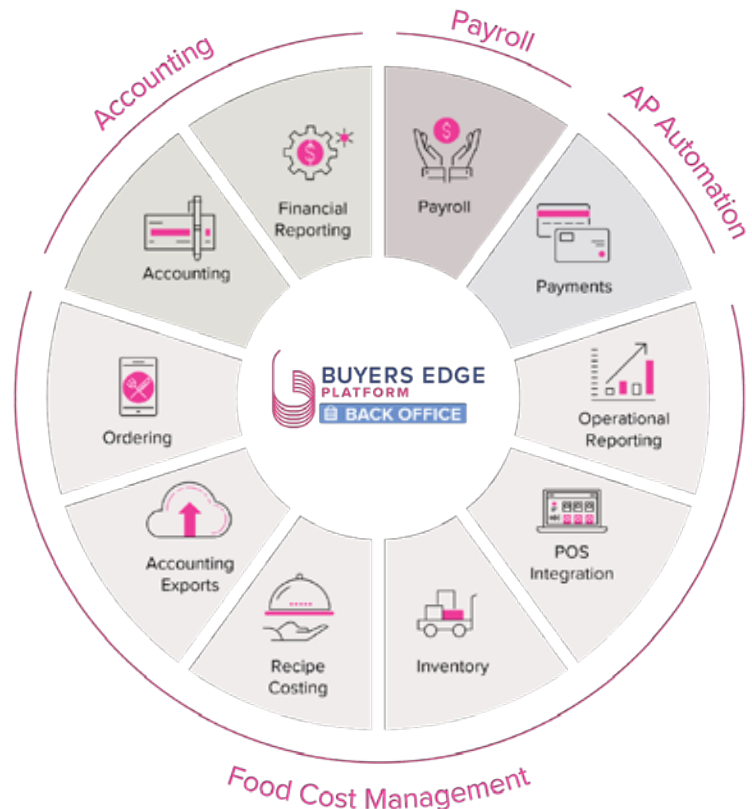 Accounting
Payroll
AP Automation
Financial
Reporting
Payroll
Accounting
Payments
Ordering
BUYERS EDGE
PLATFORM
BACK OFFICE
Operational
Reporting
Accounting
Exports
POS
Integration
Recipe
Costing
Inventory
Food Cost Management